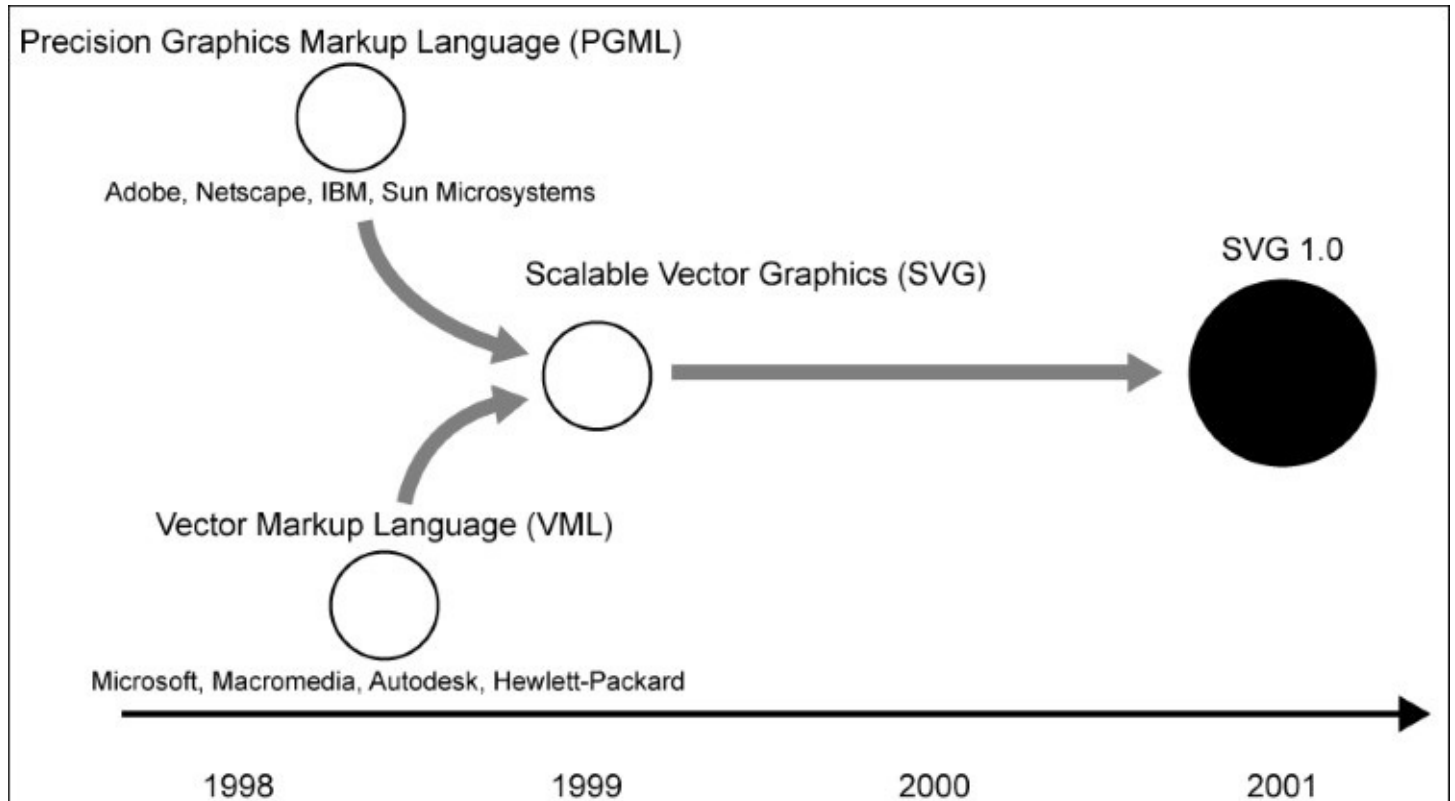 Precision Graphics Markup Language (PGML)
Adobe, Netscape, IBM, Sun Microsystems
Scalable Vector Graphics (SVG)
SVG 1.0
Vector Markup Language (VML)
Microsoft, Macromedia, Autodesk, Hewlett-Packard
1998 1999 2000 2001